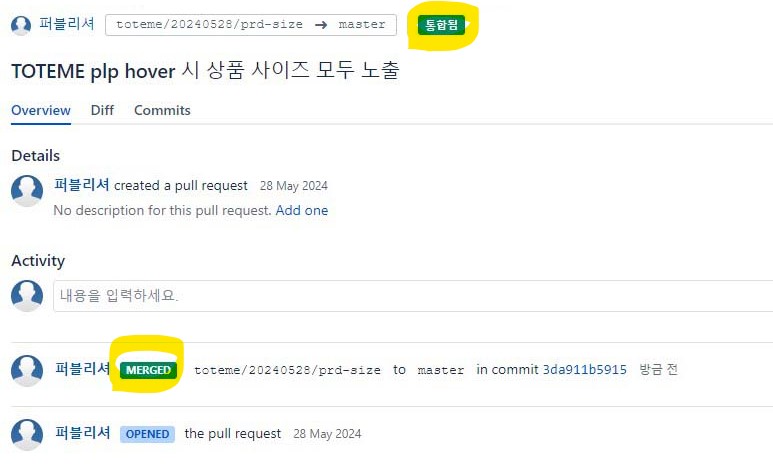 퍼블리셔 toteme/20240528/prd-size → master 통합됨
TOTEME plp hover 시 상품 사이즈 모두 노출
Overview Diff Commits
Details
퍼블리셔 created a pull request 28 May 2024
No description for this pull request. Add one
Activity
내용을 입력하세요.
퍼블리셔 MERGED toteme/20240528/prd-size to master in commit 3da911b5915 방금 전
퍼블리셔 OPENED the pull request 28 May 2024